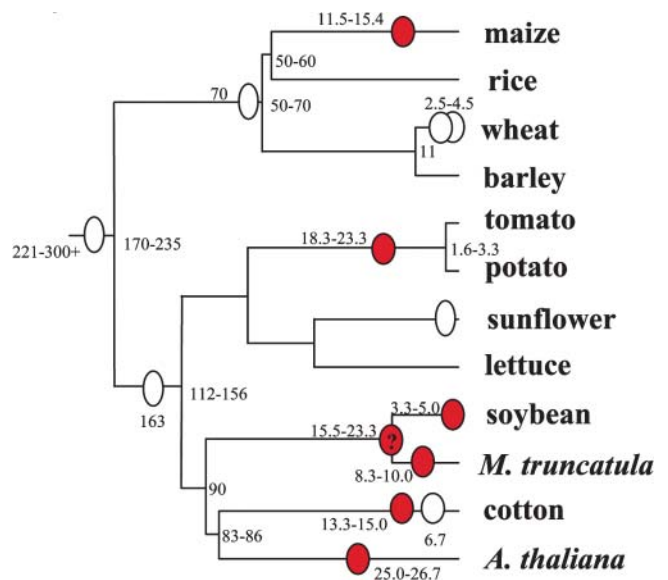 11.5-15.4
maize
50-60
rice
70
50-70
2.5-4.5
wheat
11
barley
tomato
18.3-23.3
1.6-3.3
221-300+
170-235
potato
sunflower
lettuce
3.3-5.0
soybean
112-156
163
15.5-23.3
?
M. truncatula
8.3-10.0
90
cotton
13.3-15.0
6.7
83-86
A. thaliana
25.0-26.7